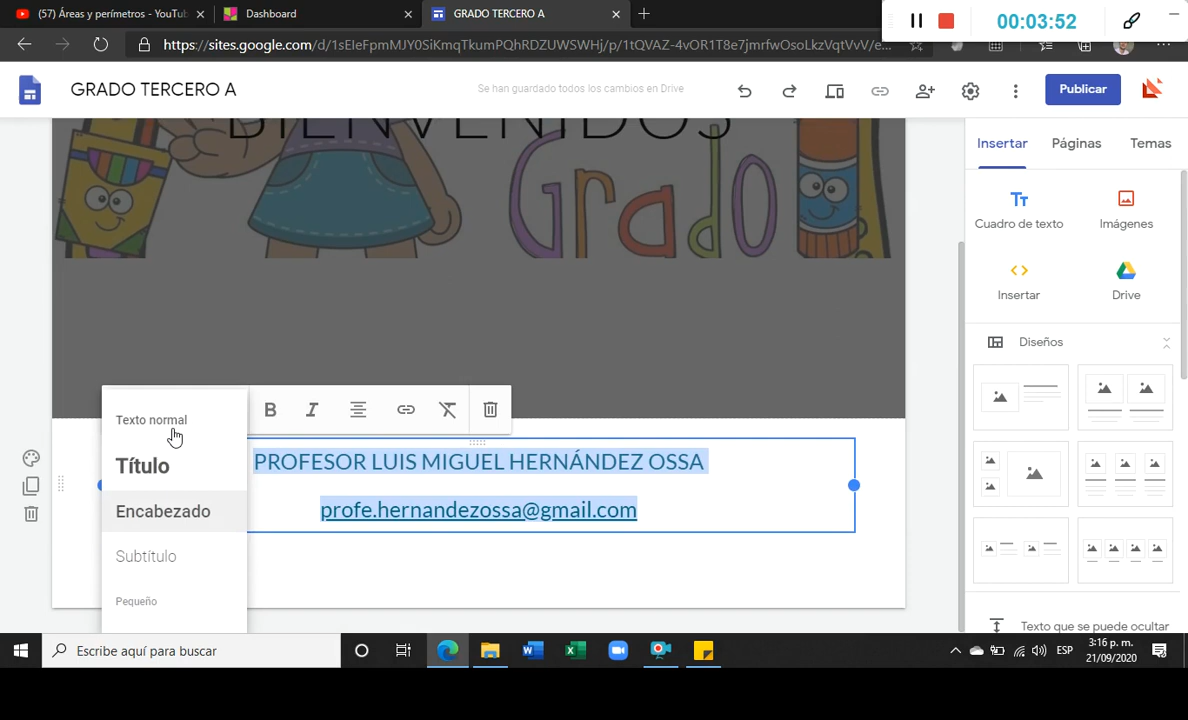 (57) Áreas y perímetros - YouTu
Dashboard
GRADO TERCERO A
00:03:52
https://sites.google.com/d/1sEIeFpmMJY0SiKmqTkumPQhRDZUWSWHj/p/1tQVAZ-4vOR1T8e7jmrfwOsoLkzVqtVvV/e...
GRADO TERCERO A
Se han guardado todos los cambios en Drive
Publicar
BIENVENIDOS
Grado
Insertar
Páginas
Temas
Cuadro de texto
Imágenes
Insertar
Drive
Diseños
Texto que se puede ocultar
Texto normal
Título
Encabezado
Subtítulo
Pequeño
PROFESOR LUIS MIGUEL HERNÁNDEZ OSSA
profe.hernandezossa@gmail.com
Escribe aquí para buscar
ESP
3:16 p. m.
21/09/2020